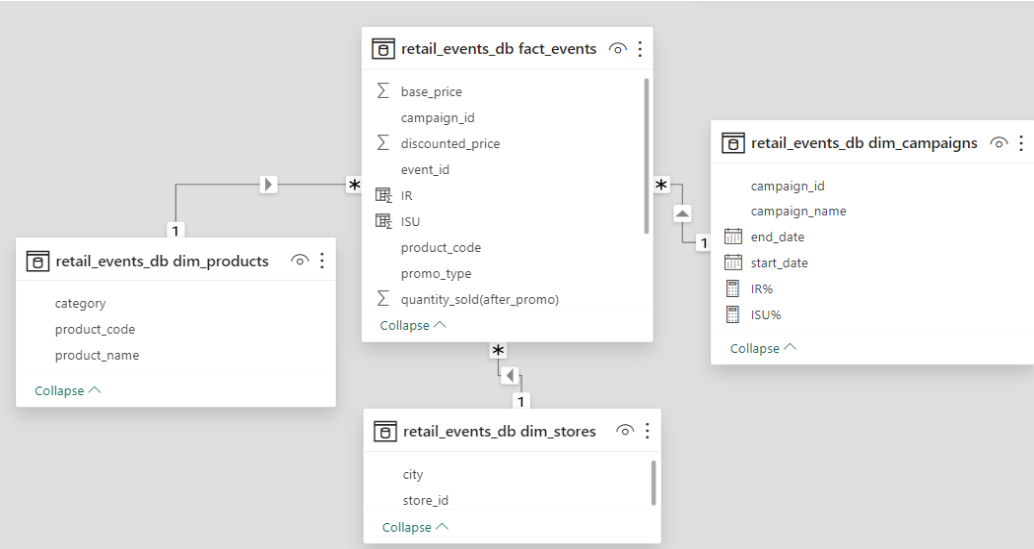 retail_events_db fact_events
base_price
campaign_id
discounted_price
event_id
IR
ISU
product_code
promo_type
quantity_sold(after_promo)
Collapse
*
*
*
1
1
1
retail_events_db dim_campaigns
campaign_id
campaign_name
end_date
start_date
IR%
ISU%
Collapse
retail_events_db dim_products
category
product_code
product_name
Collapse
retail_events_db dim_stores
city
store_id
Collapse